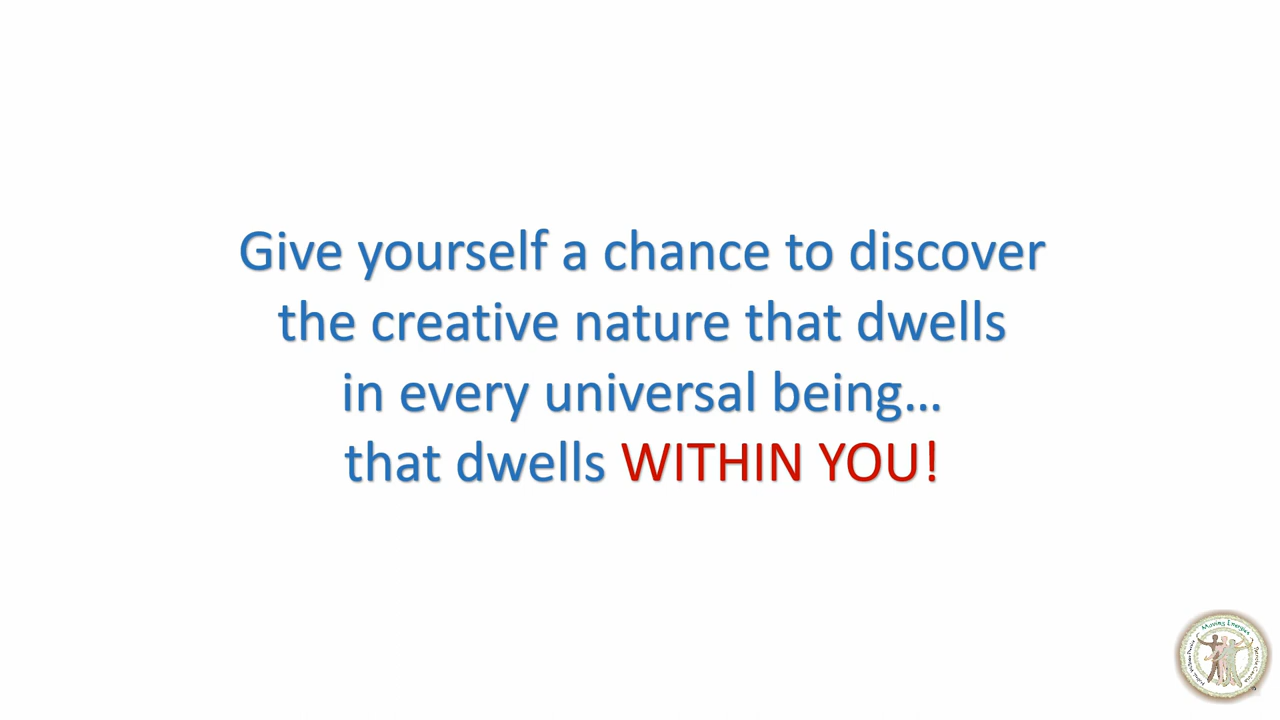 Give yourself a chance to discover
the creative nature that dwells
in every universal being…
that dwells WITHIN YOU!
Moving Energies